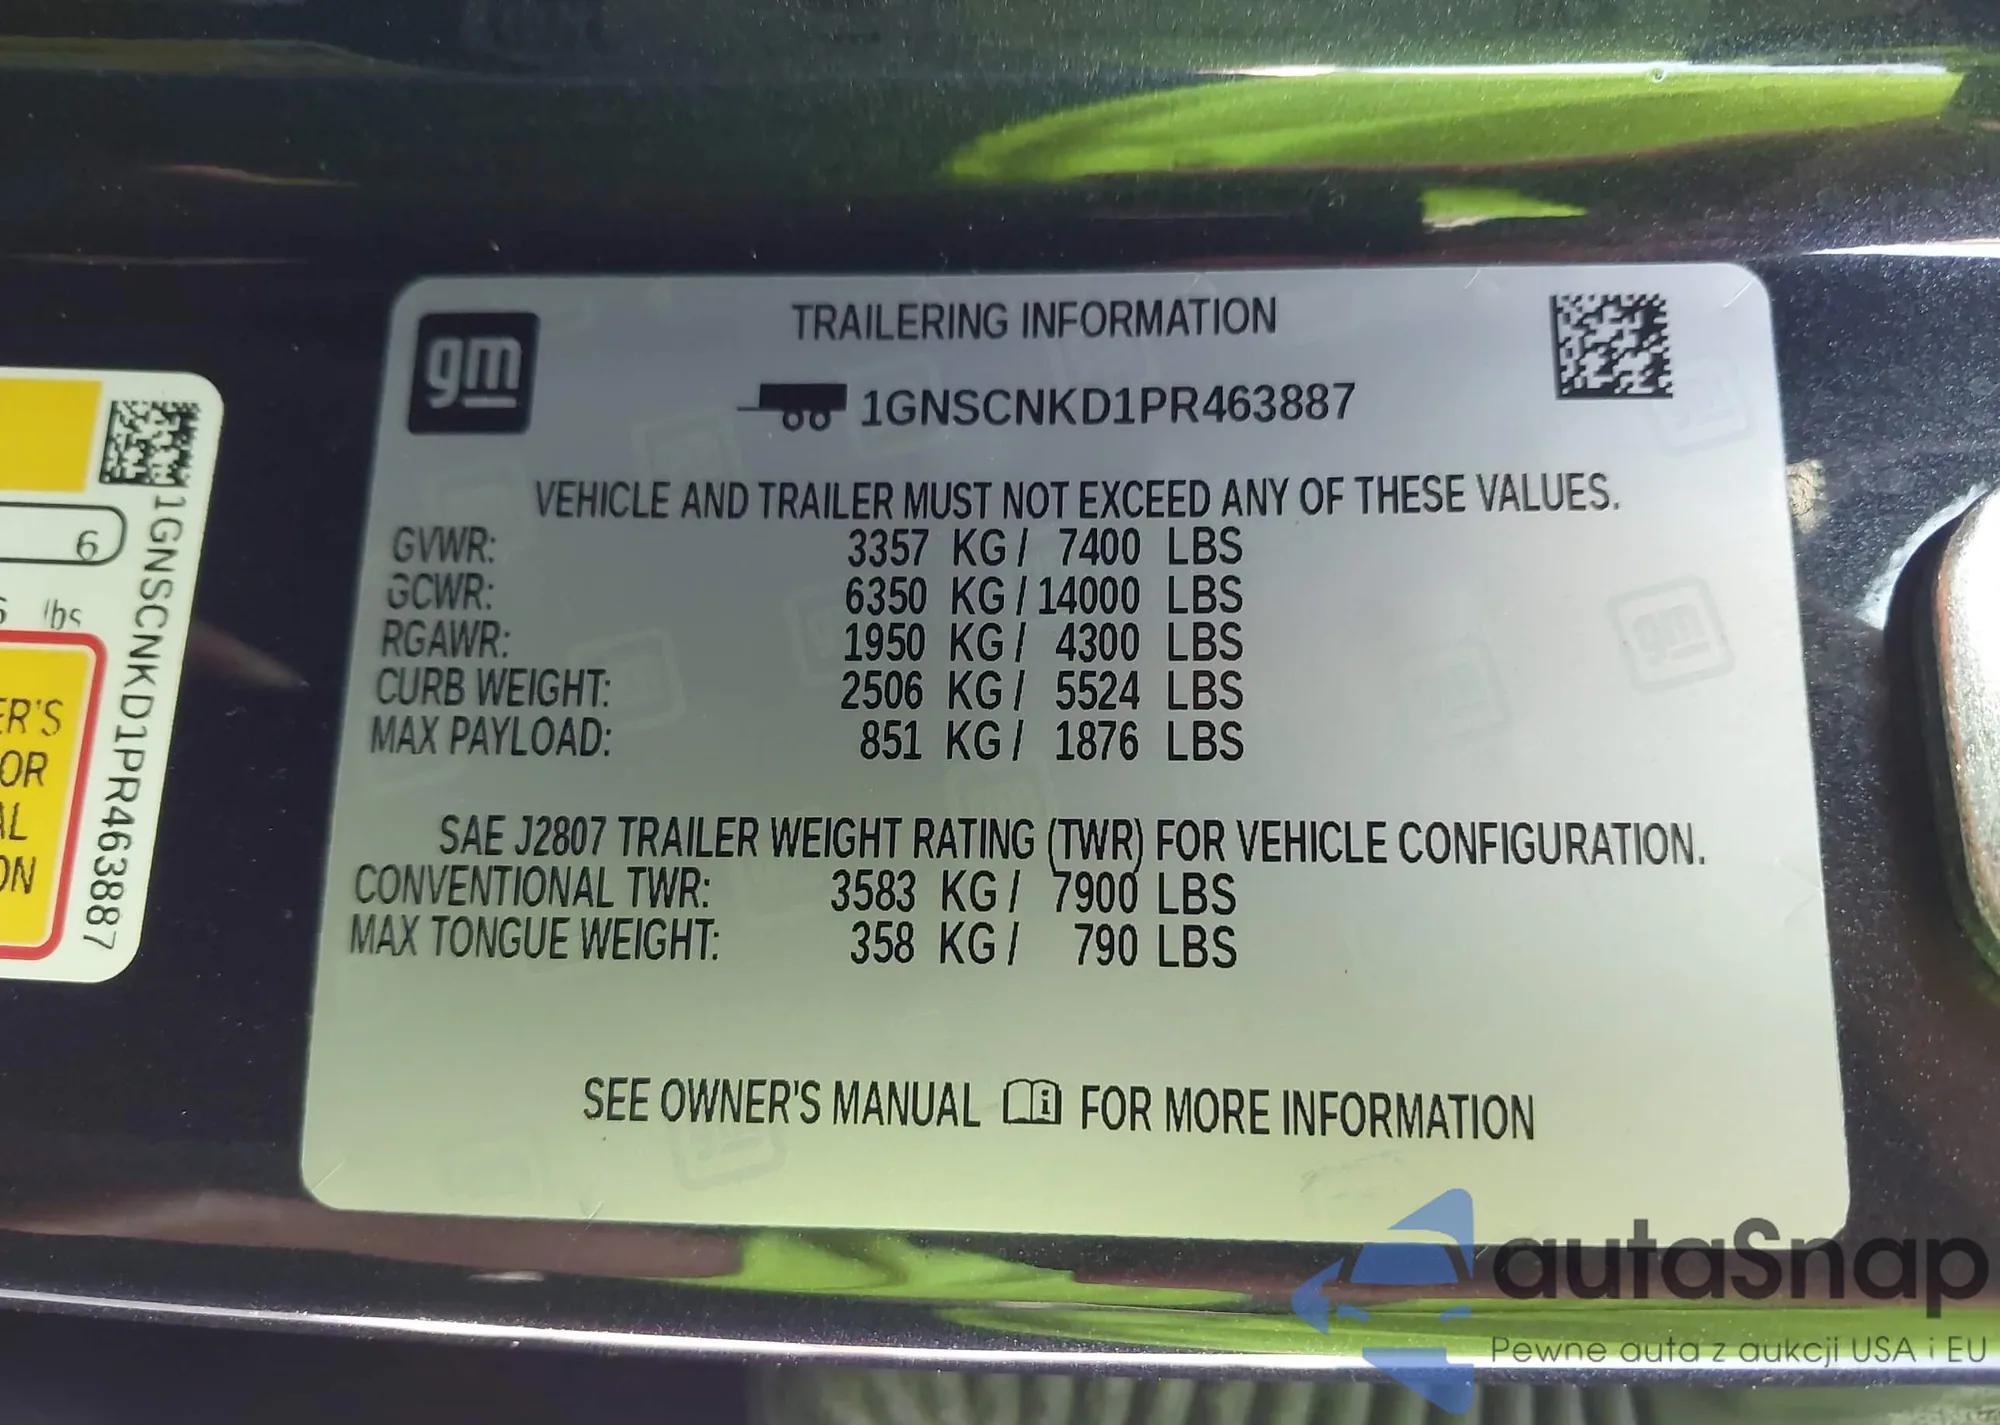 gm
TRAILERING INFORMATION
1GNSCNKD1PR463887
VEHICLE AND TRAILER MUST NOT EXCEED ANY OF THESE VALUES.
GVWR: 3357 KG / 7400 LBS
GCWR: 6350 KG / 14000 LBS
RGAWR: 1950 KG / 4300 LBS
CURB WEIGHT: 2506 KG / 5524 LBS
MAX PAYLOAD: 851 KG / 1876 LBS
SAE J2807 TRAILER WEIGHT RATING (TWR) FOR VEHICLE CONFIGURATION.
CONVENTIONAL TWR: 3583 KG / 7900 LBS
MAX TONGUE WEIGHT: 358 KG / 790 LBS
SEE OWNER'S MANUAL FOR MORE INFORMATION
6
lbs
ER'S
OR
AL
ON
1GNSCNKD1PR463887
autaSnap
Pewne auta z aukcji USA i EU